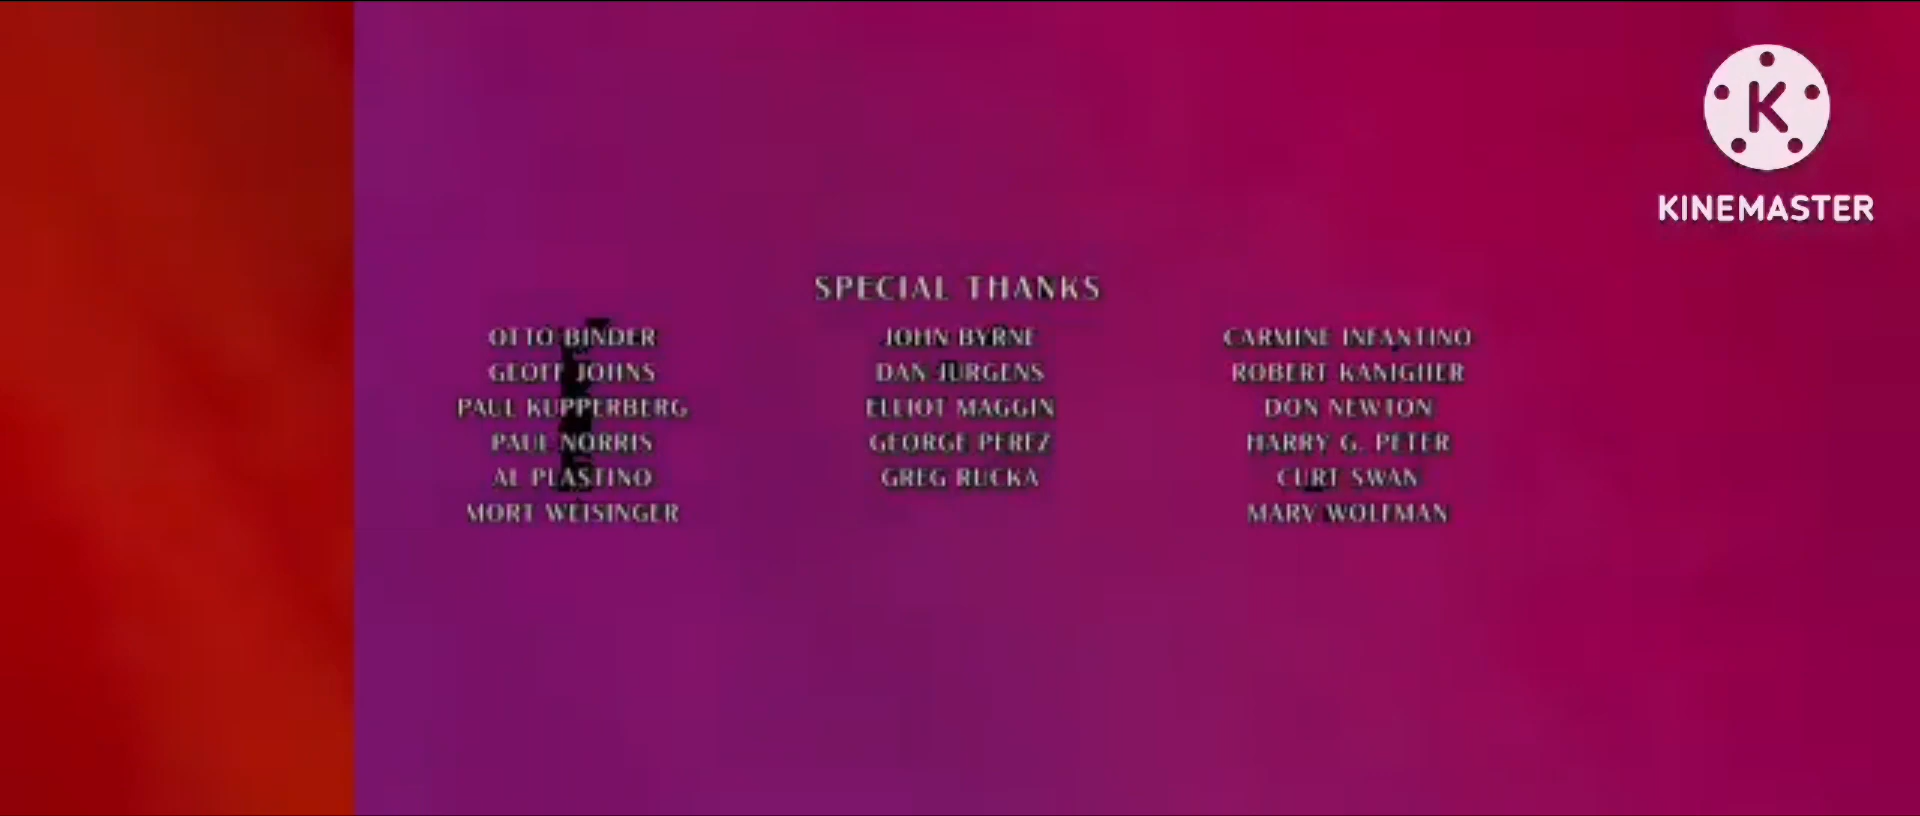 K
KINEMASTER
SPECIAL THANKS
OTTO BINDER JOHN BYRNE CARMINE INFANTINO
GEOFF JOHNS DAN JURGENS ROBERT KANIGHER
PAUL KUPPERBERG ELLIOT MAGGIN DON NEWTON
PAUL NORRIS GEORGE PEREZ HARRY G. PETER
AL PLASTINO GREG RUCKA CURT SWAN
MORT WEISINGER MARV WOLFMAN